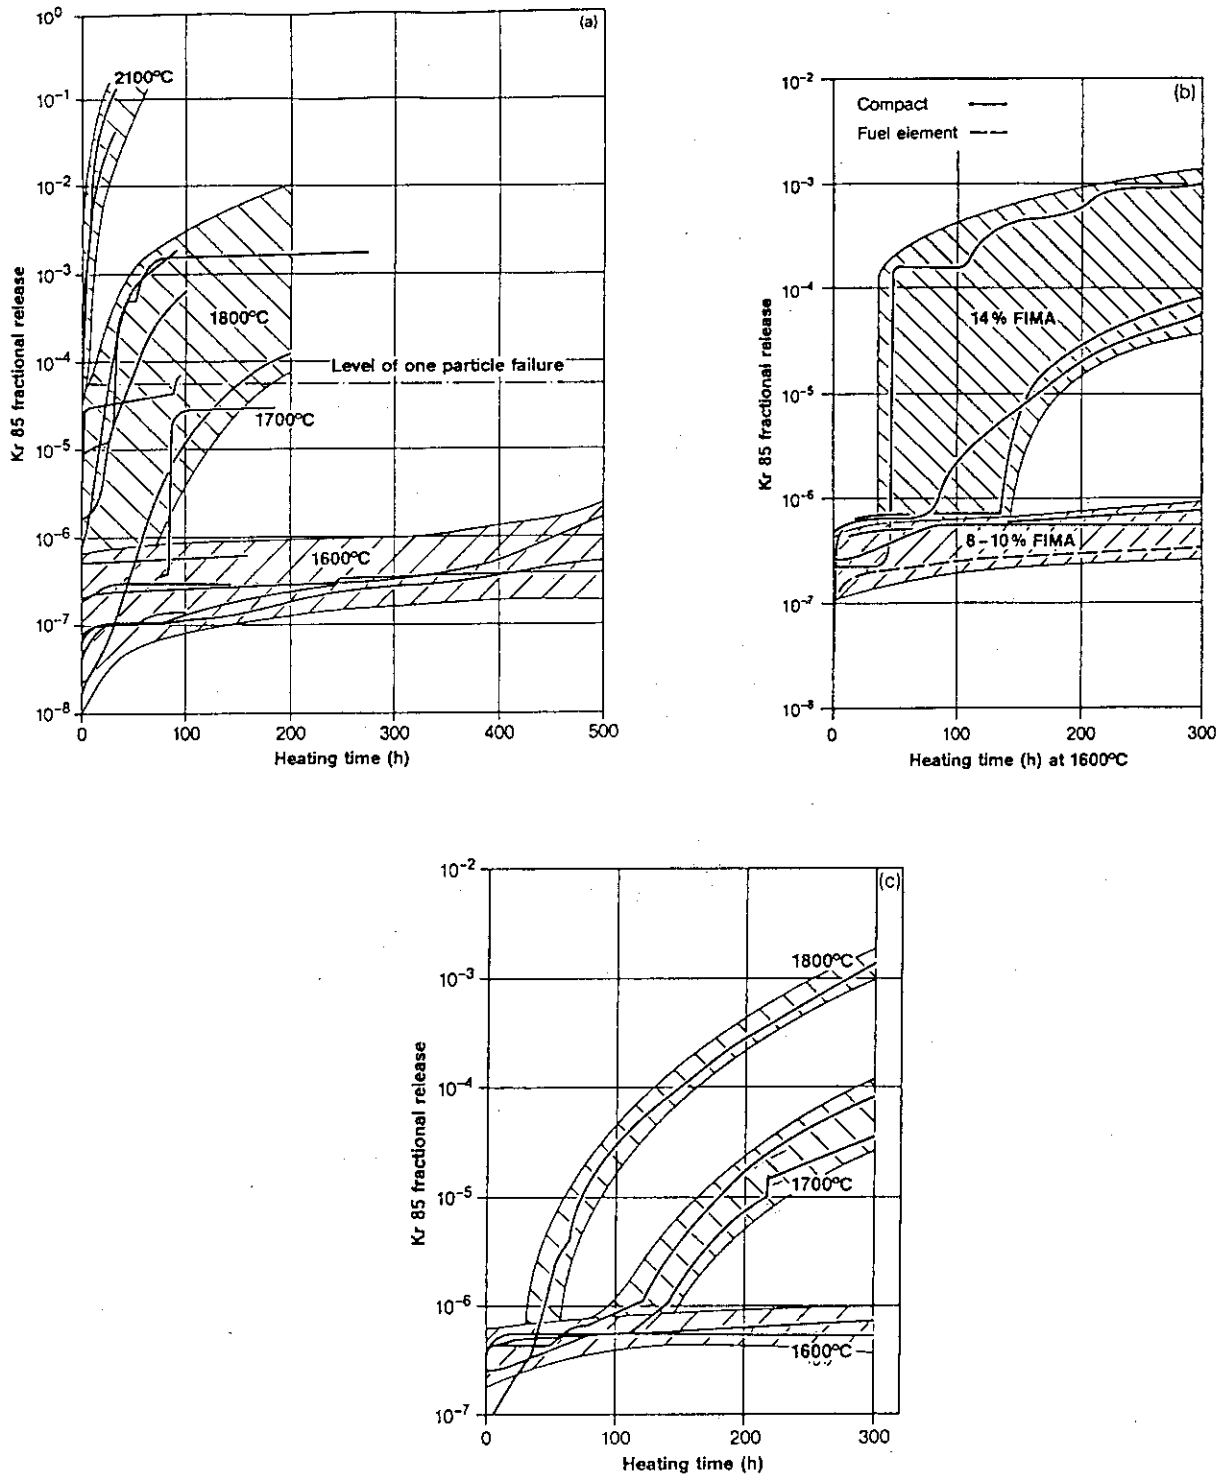 (a)
10⁰
10⁻¹
10⁻²
10⁻³
10⁻⁴
10⁻⁵
10⁻⁶
10⁻⁷
10⁻⁸
Kr 85 fractional release
2100°C
1800°C
Level of one particle failure
1700°C
1600°C
0
100
200
300
400
500
Heating time (h)
(b)
10⁻²
10⁻³
10⁻⁴
10⁻⁵
10⁻⁶
10⁻⁷
10⁻⁸
Kr 85 fractional release
Compact
Fuel element
14% FIMA
8–10% FIMA
0
100
200
300
Heating time (h) at 1600°C
(c)
10⁻²
10⁻³
10⁻⁴
10⁻⁵
10⁻⁶
10⁻⁷
Kr 85 fractional release
1800°C
1700°C
1600°C
0
100
200
300
Heating time (h)